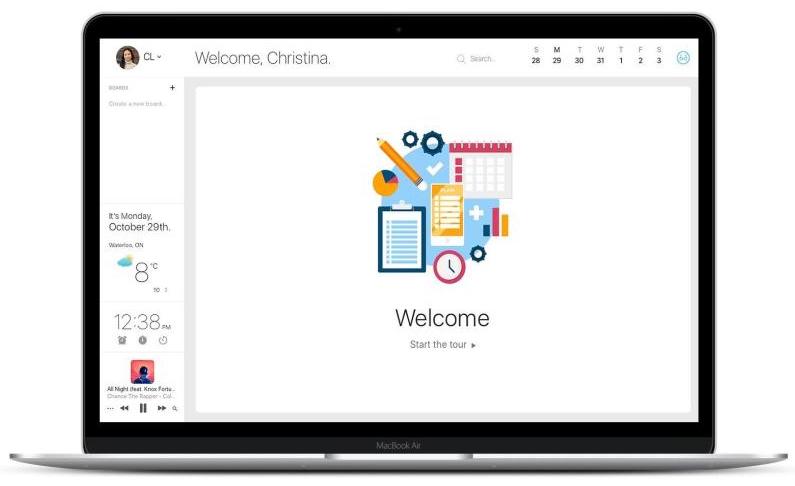 CL
Welcome, Christina.
Search..
S M T W T F S
28 29 30 31 1 2 3
BOARDS +
Create a new board..
It's Monday,
October 29th.
Waterloo, ON
8°C
12:38 PM
All Night (feat. Knox Fortu..
Chance The Rapper - Col..
PLAN
Welcome
Start the tour
MacBook Air